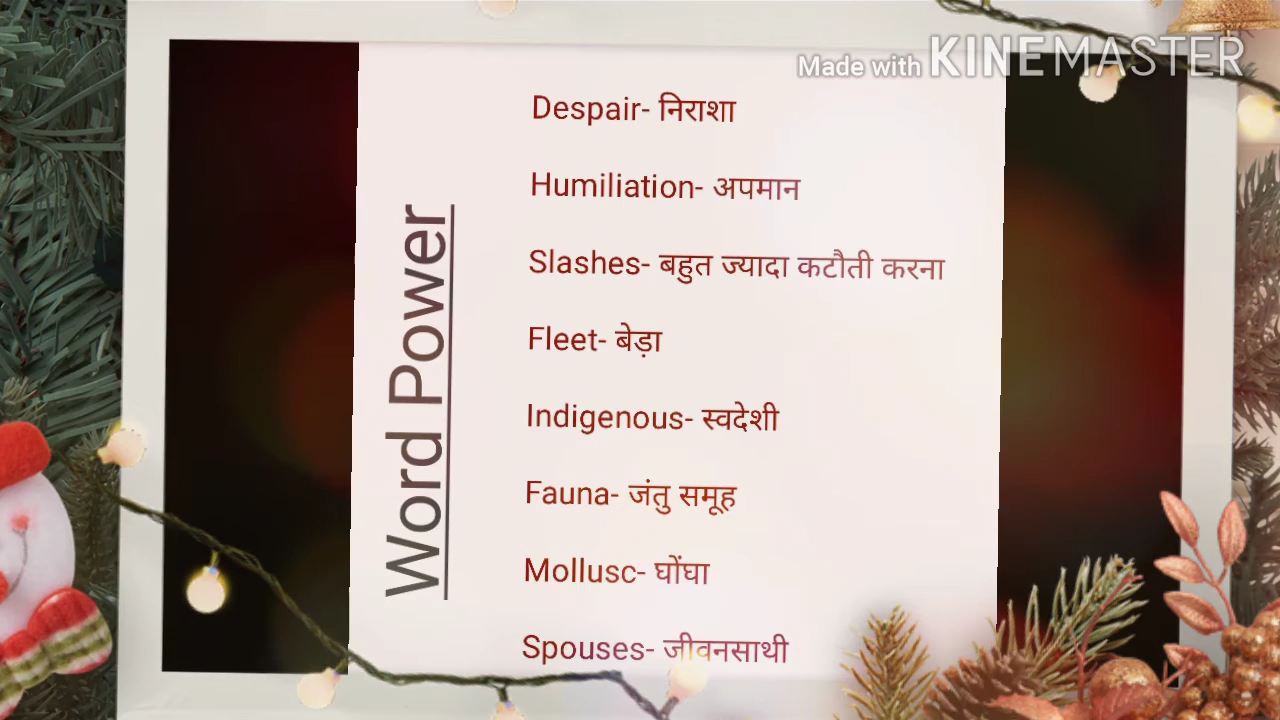 Made with KINEMASTER
Word Power
Despair- निराशा
Humiliation- अपमान
Slashes- बहुत ज्यादा कटौती करना
Fleet- बेड़ा
Indigenous- स्वदेशी
Fauna- जंतु समूह
Mollusc- घोंघा
Spouses- जीवनसाथी